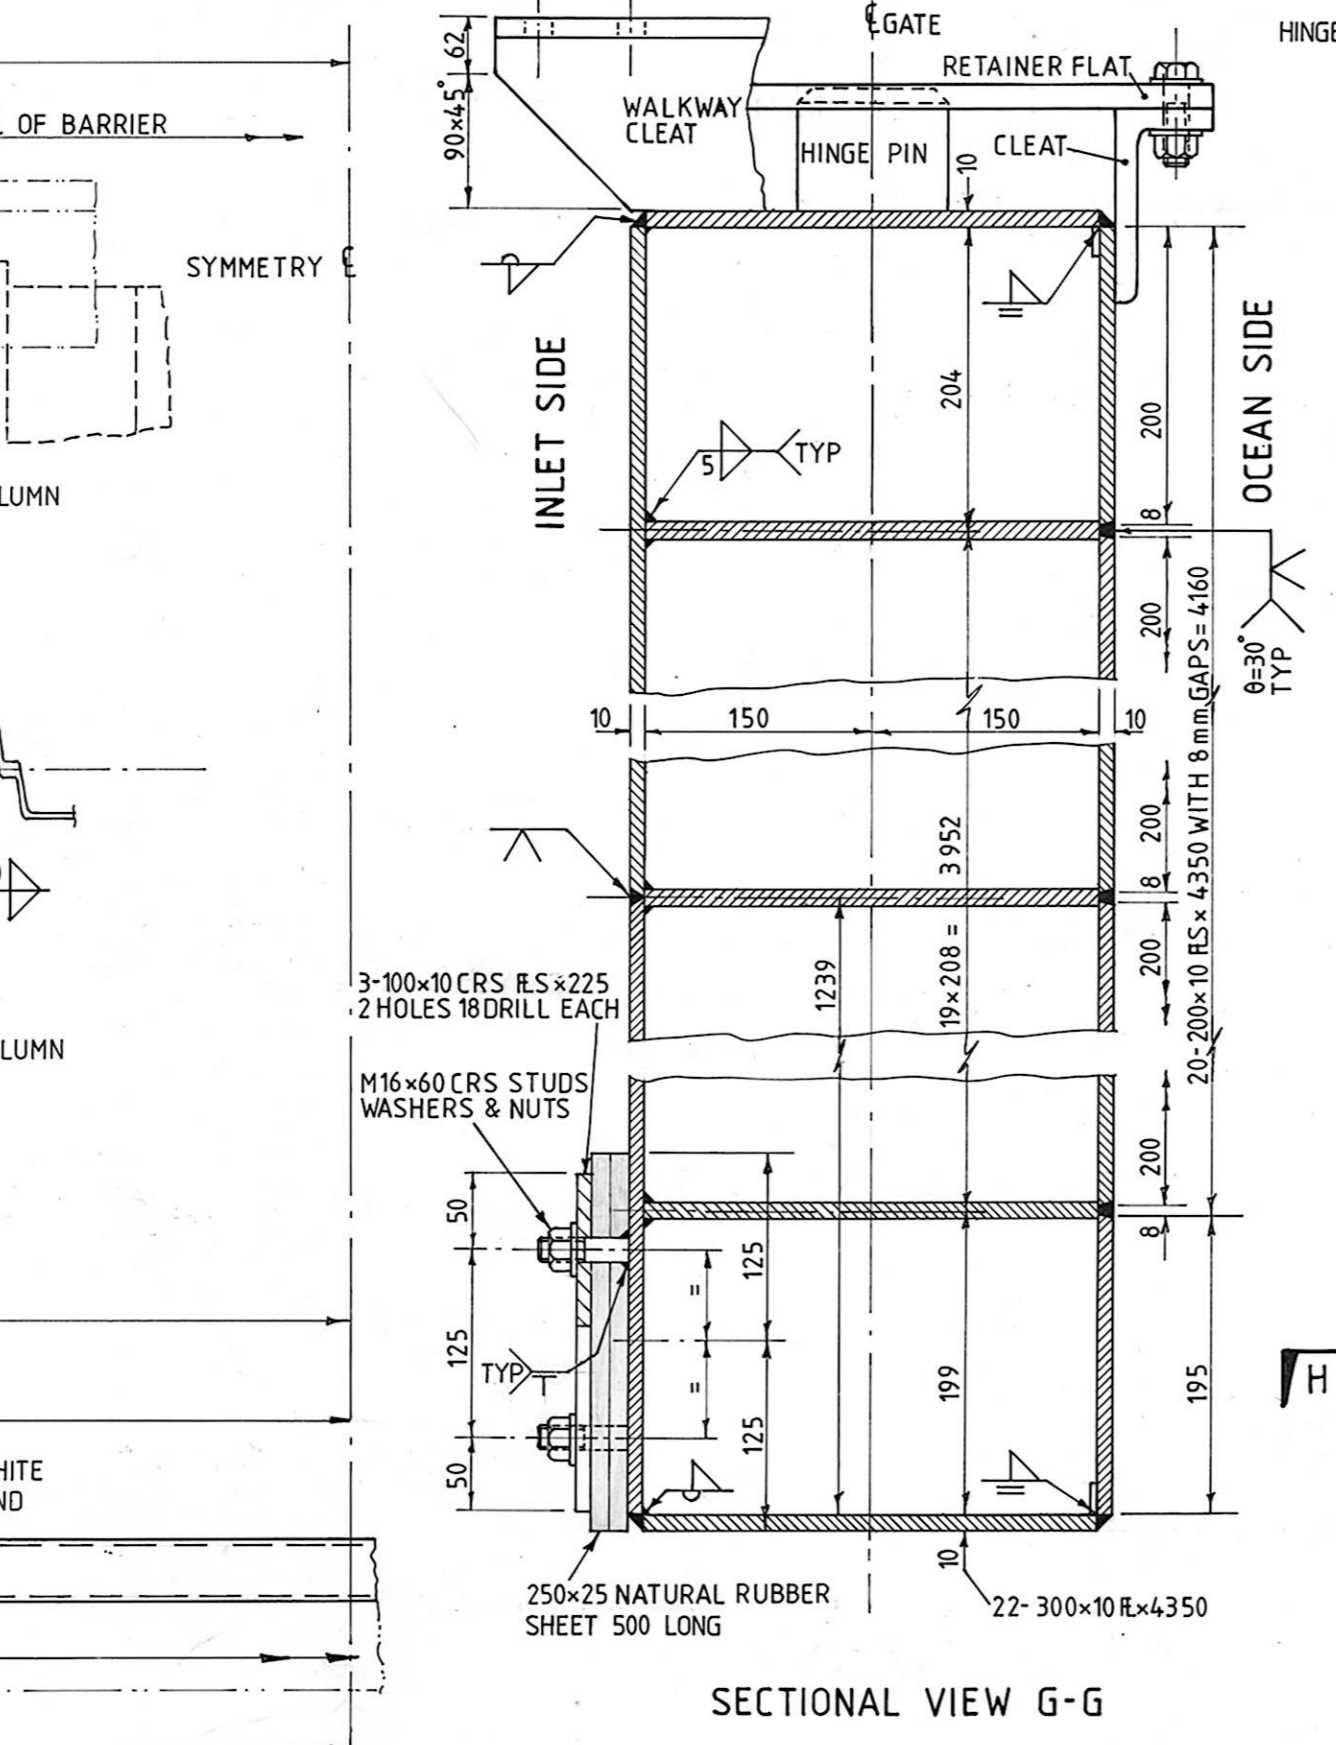 ℄ GATE
HINGE
62
RETAINER FLAT
OF BARRIER
90×45°
WALKWAY
CLEAT
HINGE PIN
CLEAT
10
SYMMETRY ℄
INLET SIDE
OCEAN SIDE
204
200
5
TYP
LUMN
8
200
θ=30°
TYP
10
150
150
10
20-200×10 FLS × 4350 WITH 8mm GAPS = 4160
200
8
3952
19×208 =
1239
200
3-100×10 CRS FLS×225
2 HOLES 18 DRILL EACH
LUMN
M16×60 CRS STUDS
WASHERS & NUTS
200
8
50
125
=
125
TYP
T
=
199
195
H
125
50
HITE
ND
10
250×25 NATURAL RUBBER
SHEET 500 LONG
22-300×10 FL×4350
SECTIONAL VIEW G-G